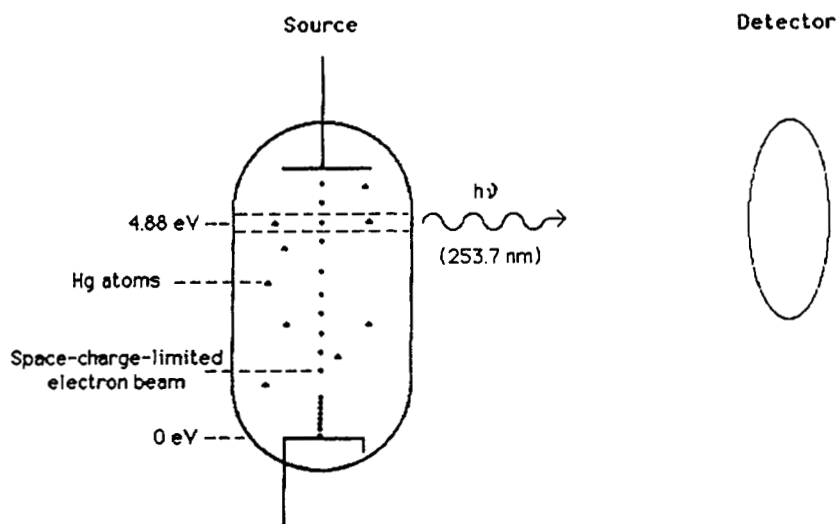 Source
Detector
hν
4.88 eV
(253.7 nm)
Hg atoms
Space-charge-limited
electron beam
0 eV